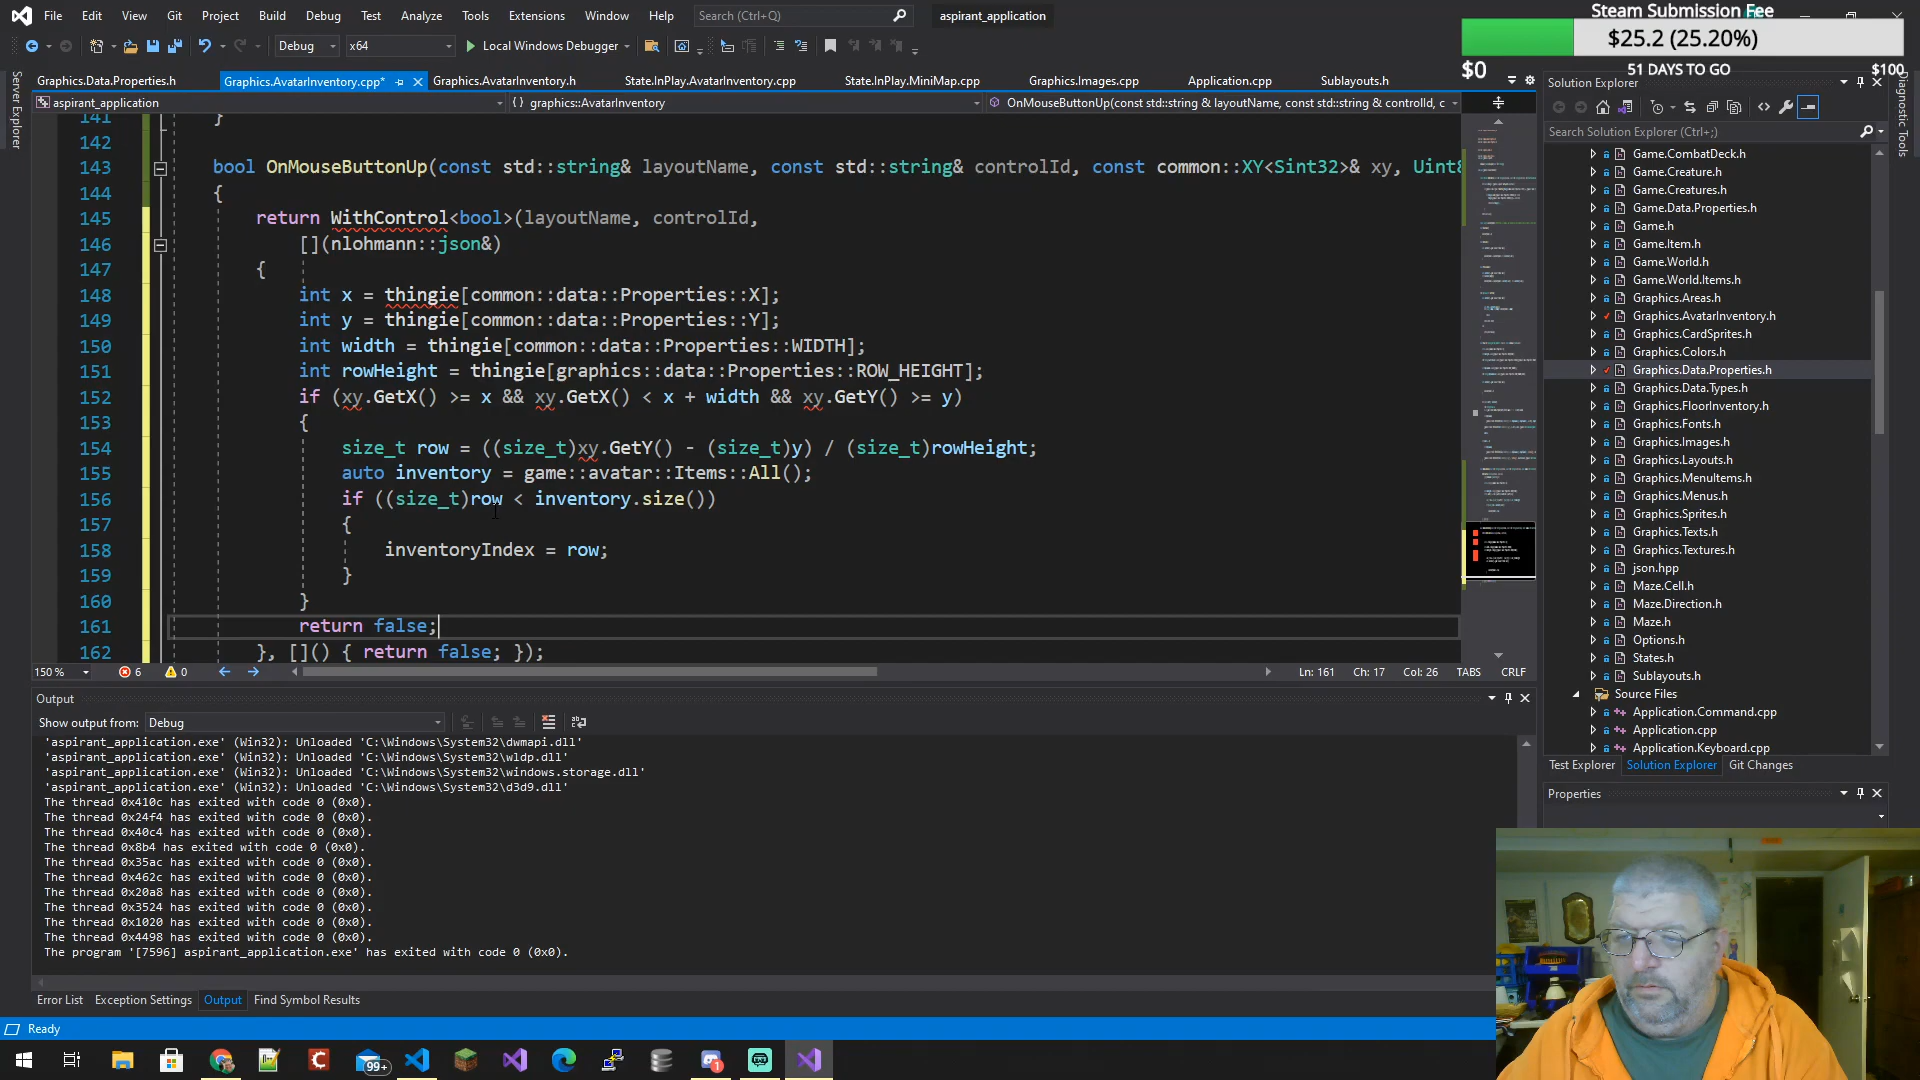 File Edit View Git Project Build Debug Test Analyze Tools Extensions Window Help Search (Ctrl+Q) aspirant_application
Steam Submission Fee
$25.2 (25.20%)
$0 51 DAYS TO GO $100
Debug x64 Local Windows Debugger
Server Explorer
Graphics.Data.Properties.h Graphics.AvatarInventory.cpp* Graphics.AvatarInventory.h State.InPlay.AvatarInventory.cpp State.InPlay.MiniMap.cpp Graphics.Images.cpp Application.cpp Sublayouts.h
aspirant_application {} graphics::AvatarInventory OnMouseButtonUp(const std::string & layoutName, const std::string & controlId, c
141 }
142
143 bool OnMouseButtonUp(const std::string& layoutName, const std::string& controlId, const common::XY<Sint32>& xy, Uint8
144 {
145 return WithControl<bool>(layoutName, controlId,
146 [](nlohmann::json&)
147 {
148 int x = thingie[common::data::Properties::X];
149 int y = thingie[common::data::Properties::Y];
150 int width = thingie[common::data::Properties::WIDTH];
151 int rowHeight = thingie[graphics::data::Properties::ROW_HEIGHT];
152 if (xy.GetX() >= x && xy.GetX() < x + width && xy.GetY() >= y)
153 {
154 size_t row = ((size_t)xy.GetY() - (size_t)y) / (size_t)rowHeight;
155 auto inventory = game::avatar::Items::All();
156 if ((size_t)row < inventory.size())
157 {
158 inventoryIndex = row;
159 }
160 }
161 return false;
162 }, []() { return false; });
150 % 6 0 Ln: 161 Ch: 17 Col: 26 TABS CRLF
Output
Show output from: Debug
'aspirant_application.exe' (Win32): Unloaded 'C:\Windows\System32\dwmapi.dll'
'aspirant_application.exe' (Win32): Unloaded 'C:\Windows\System32\wldp.dll'
'aspirant_application.exe' (Win32): Unloaded 'C:\Windows\System32\windows.storage.dll'
'aspirant_application.exe' (Win32): Unloaded 'C:\Windows\System32\d3d9.dll'
The thread 0x410c has exited with code 0 (0x0).
The thread 0x24f4 has exited with code 0 (0x0).
The thread 0x40c4 has exited with code 0 (0x0).
The thread 0x8b4 has exited with code 0 (0x0).
The thread 0x35ac has exited with code 0 (0x0).
The thread 0x462c has exited with code 0 (0x0).
The thread 0x20a8 has exited with code 0 (0x0).
The thread 0x3524 has exited with code 0 (0x0).
The thread 0x1020 has exited with code 0 (0x0).
The thread 0x4498 has exited with code 0 (0x0).
The program '[7596] aspirant_application.exe' has exited with code 0 (0x0).
Error List Exception Settings Output Find Symbol Results
Ready
Solution Explorer
Search Solution Explorer (Ctrl+;)
Game.CombatDeck.h
Game.Creature.h
Game.Creatures.h
Game.Data.Properties.h
Game.h
Game.Item.h
Game.World.h
Game.World.Items.h
Graphics.Areas.h
Graphics.AvatarInventory.h
Graphics.CardSprites.h
Graphics.Colors.h
Graphics.Data.Properties.h
Graphics.Data.Types.h
Graphics.FloorInventory.h
Graphics.Fonts.h
Graphics.Images.h
Graphics.Layouts.h
Graphics.MenuItems.h
Graphics.Menus.h
Graphics.Sprites.h
Graphics.Texts.h
Graphics.Textures.h
json.hpp
Maze.Cell.h
Maze.Direction.h
Maze.h
Options.h
States.h
Sublayouts.h
Source Files
Application.Command.cpp
Application.cpp
Application.Keyboard.cpp
Test Explorer Solution Explorer Git Changes
Properties
Diagnostic Tools
99+